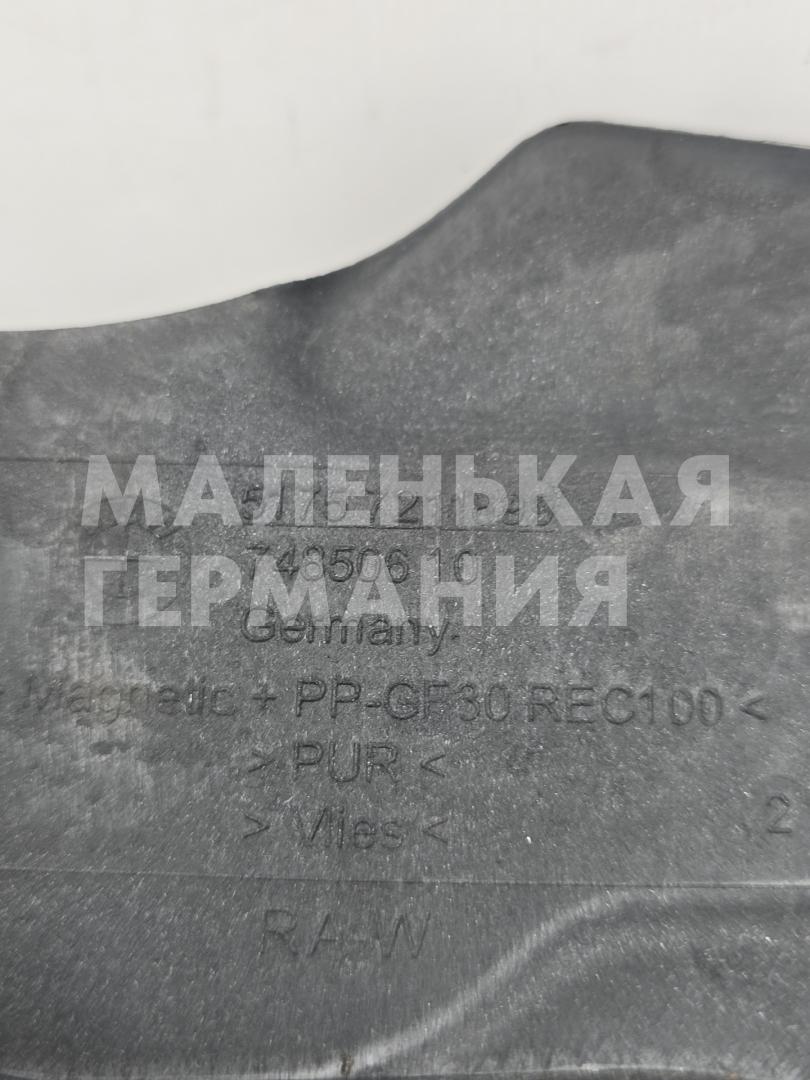 МАЛЕНЬКАЯ
ГЕРМАНИЯ
748506 10
Germany
Magnetic + PP-GF30 REC100 <
> PUR <
> Vlies <
2
RA-W